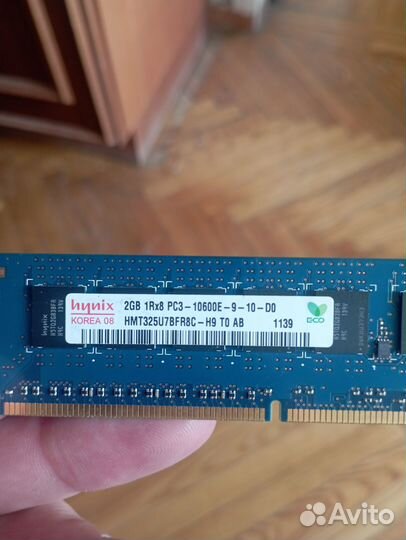 hynix
KOREA 08
2GB 1Rx8 PC3-10600E-9-10-D0
HMT325U7BFR8C-H9 T0 AB 1139
ECO
Avito